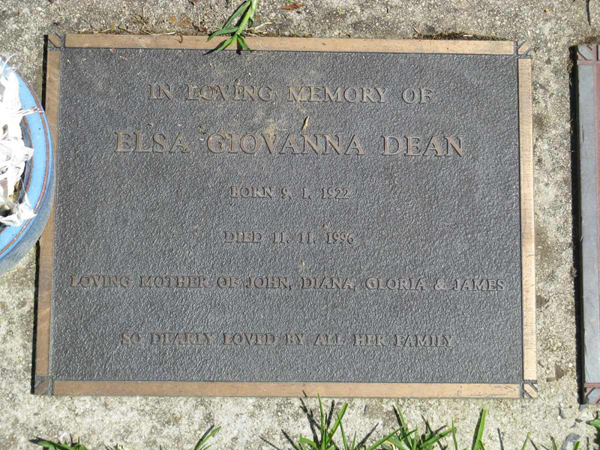 IN LOVING MEMORY OF
ELSA GIOVANNA DEAN
BORN 9. 1. 1922
DIED 11. 11. 1996
LOVING MOTHER OF JOHN, DIANA, GLORIA & JAMES
SO DEARLY LOVED BY ALL HER FAMILY